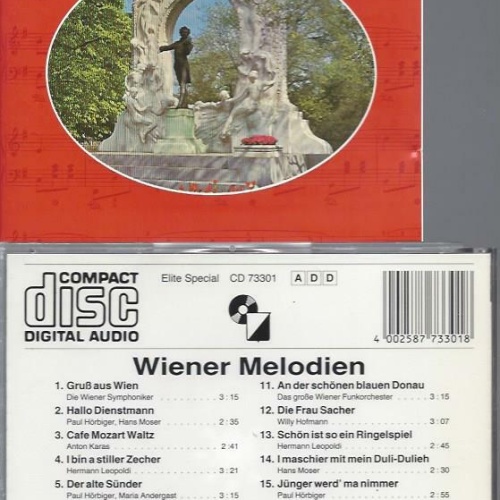 COMPACT
disc
DIGITAL AUDIO
Elite Special CD 73301 A D D
4 002587 733018
Wiener Melodien
1. Gruß aus Wien
Die Wiener Symphoniker 3:15
2. Hallo Dienstmann
Paul Hörbiger, Hans Moser 2:35
3. Cafe Mozart Waltz
Anton Karas 2:41
4. I bin a stiller Zecher
Hermann Leopoldi 3:21
5. Der alte Sünder
Paul Hörbiger, Maria Andergast 3:15
11. An der schönen blauen Donau
Das große Wiener Funkorchester 3:15
12. Die Frau Sacher
Willy Hofmann 3:07
13. Schön ist so ein Ringelspiel
Hermann Leopoldi 2:45
14. I maschier mit mein Duli-Dulieh
Hans Moser 2:30
15. Jünger werd' ma nimmer
Paul Hörbiger 2:55